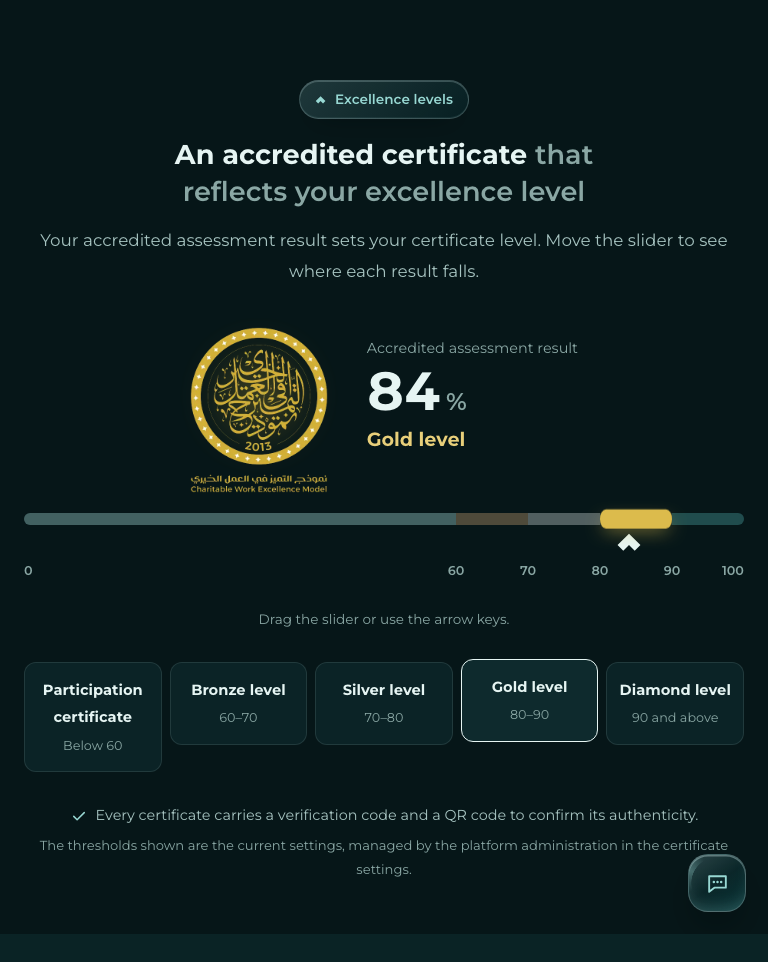 Excellence levels
An accredited certificate that
reflects your excellence level
Your accredited assessment result sets your certificate level. Move the slider to see
where each result falls.
2013
نموذج التميز في العمل الخيري
Charitable Work Excellence Model
Accredited assessment result
84 %
Gold level
0 60 70 80 90 100
Drag the slider or use the arrow keys.
Participation
certificate
Below 60
Bronze level
60–70
Silver level
70–80
Gold level
80–90
Diamond level
90 and above
Every certificate carries a verification code and a QR code to confirm its authenticity.
The thresholds shown are the current settings, managed by the platform administration in the certificate
settings.